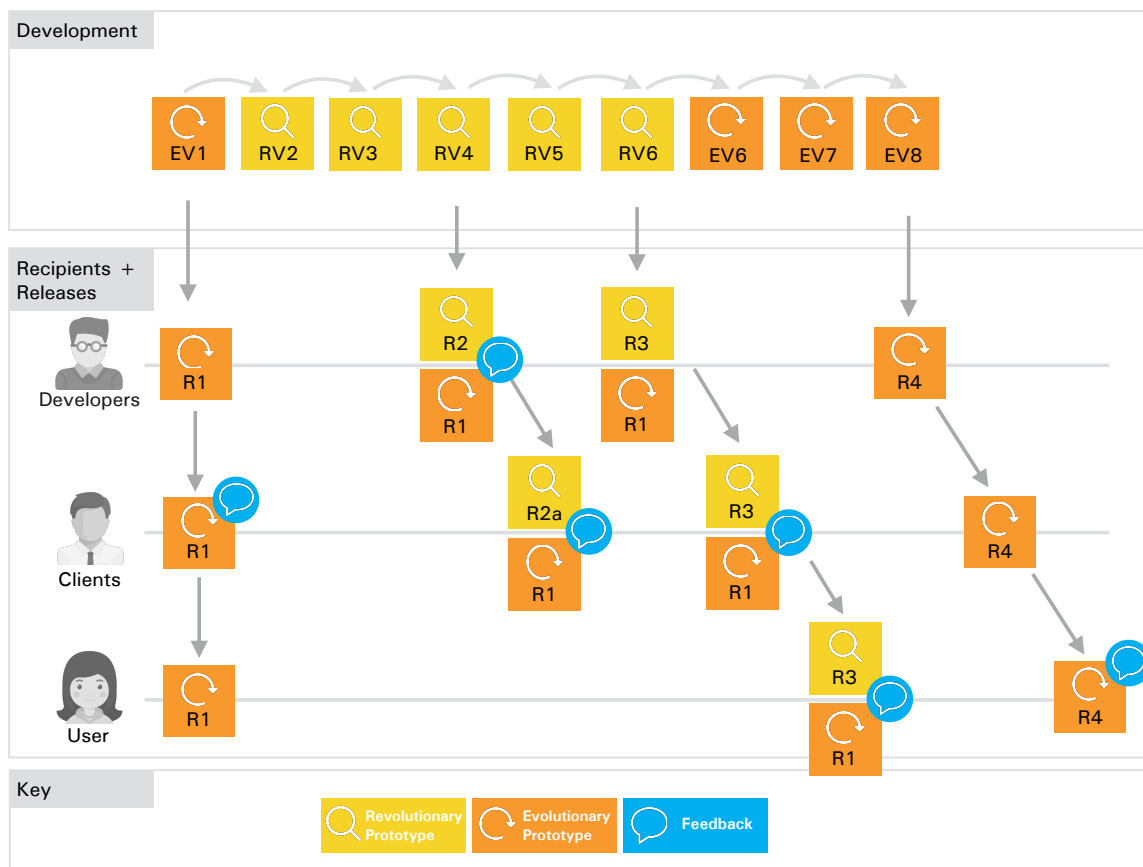 Development
EV1 RV2 RV3 RV4 RV5 RV6 EV6 EV7 EV8
Recipients +
Releases
R2 R3
R1 R4
Developers
R1 R1
R2a R3
R1 R4
Clients
R1 R1
R3
R1 R4
User
R1
Key
Revolutionary
Prototype
Evolutionary
Prototype
Feedback